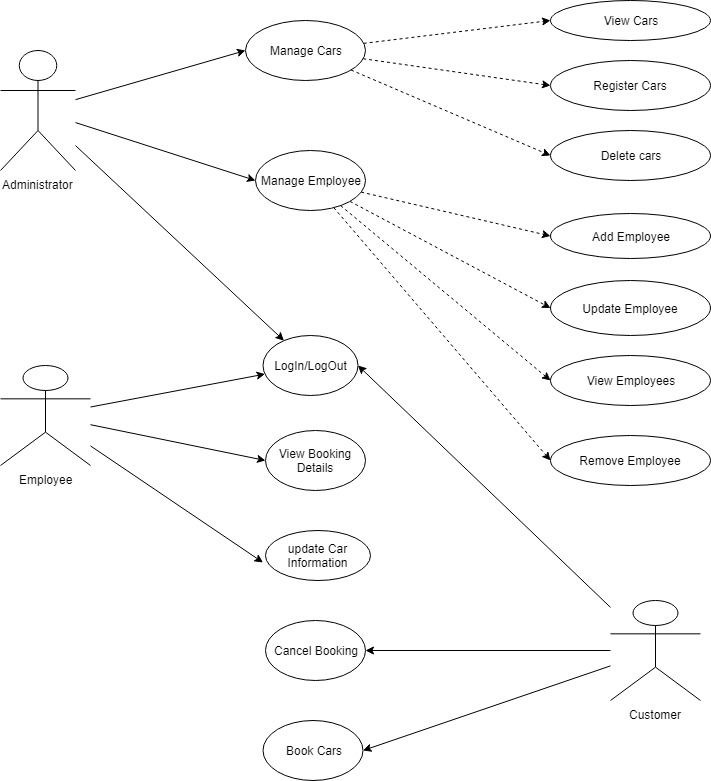 View Cars
Manage Cars
Register Cars
Delete cars
Administrator
Manage Employee
Add Employee
Update Employee
LogIn/LogOut
View Employees
View Booking
Details
Remove Employee
Employee
update Car
Information
Cancel Booking
Customer
Book Cars